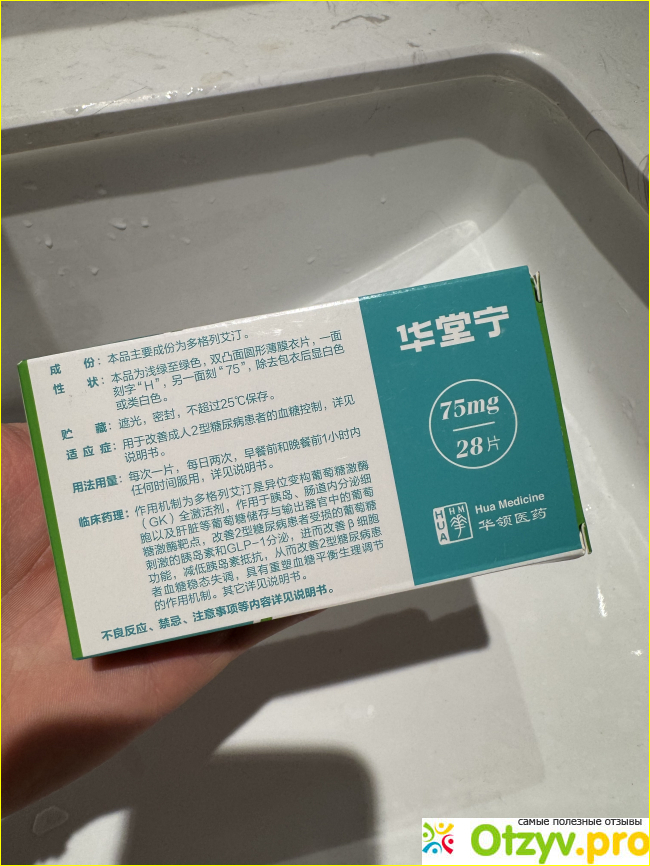 成　份：本品主要成份为多格列艾汀。
性　状：本品为浅绿至绿色，双凸面圆形薄膜衣片，一面
刻字“H”，另一面刻“75”，除去包衣后显白色
或类白色。
贮　藏：遮光，密封，不超过25℃保存。
适应症：用于改善成人2型糖尿病患者的血糖控制，详见
说明书。
用法用量：每次一片，每日两次，早餐前和晚餐前1小时内
任何时间服用，详见说明书。
临床药理：作用机制为多格列艾汀是异位变构葡萄糖激酶
（GK）全激活剂，作用于胰岛、肠道内分泌细
胞以及肝脏等葡萄糖储存与输出器官中的葡萄
糖激酶靶点，改善2型糖尿病患者受损的葡萄糖
刺激的胰岛素和GLP-1分泌，进而改善β细胞
功能，减低胰岛素抵抗，从而改善2型糖尿病患
者血糖稳态失调，具有重塑血糖平衡生理调节
的作用机制。其它详见说明书。
不良反应、禁忌、注意事项等内容详见说明书。
华堂宁
75mg
28片
HUA
HM
华
Hua Medicine
华领医药
самые полезные отзывы
Otzyv.pro